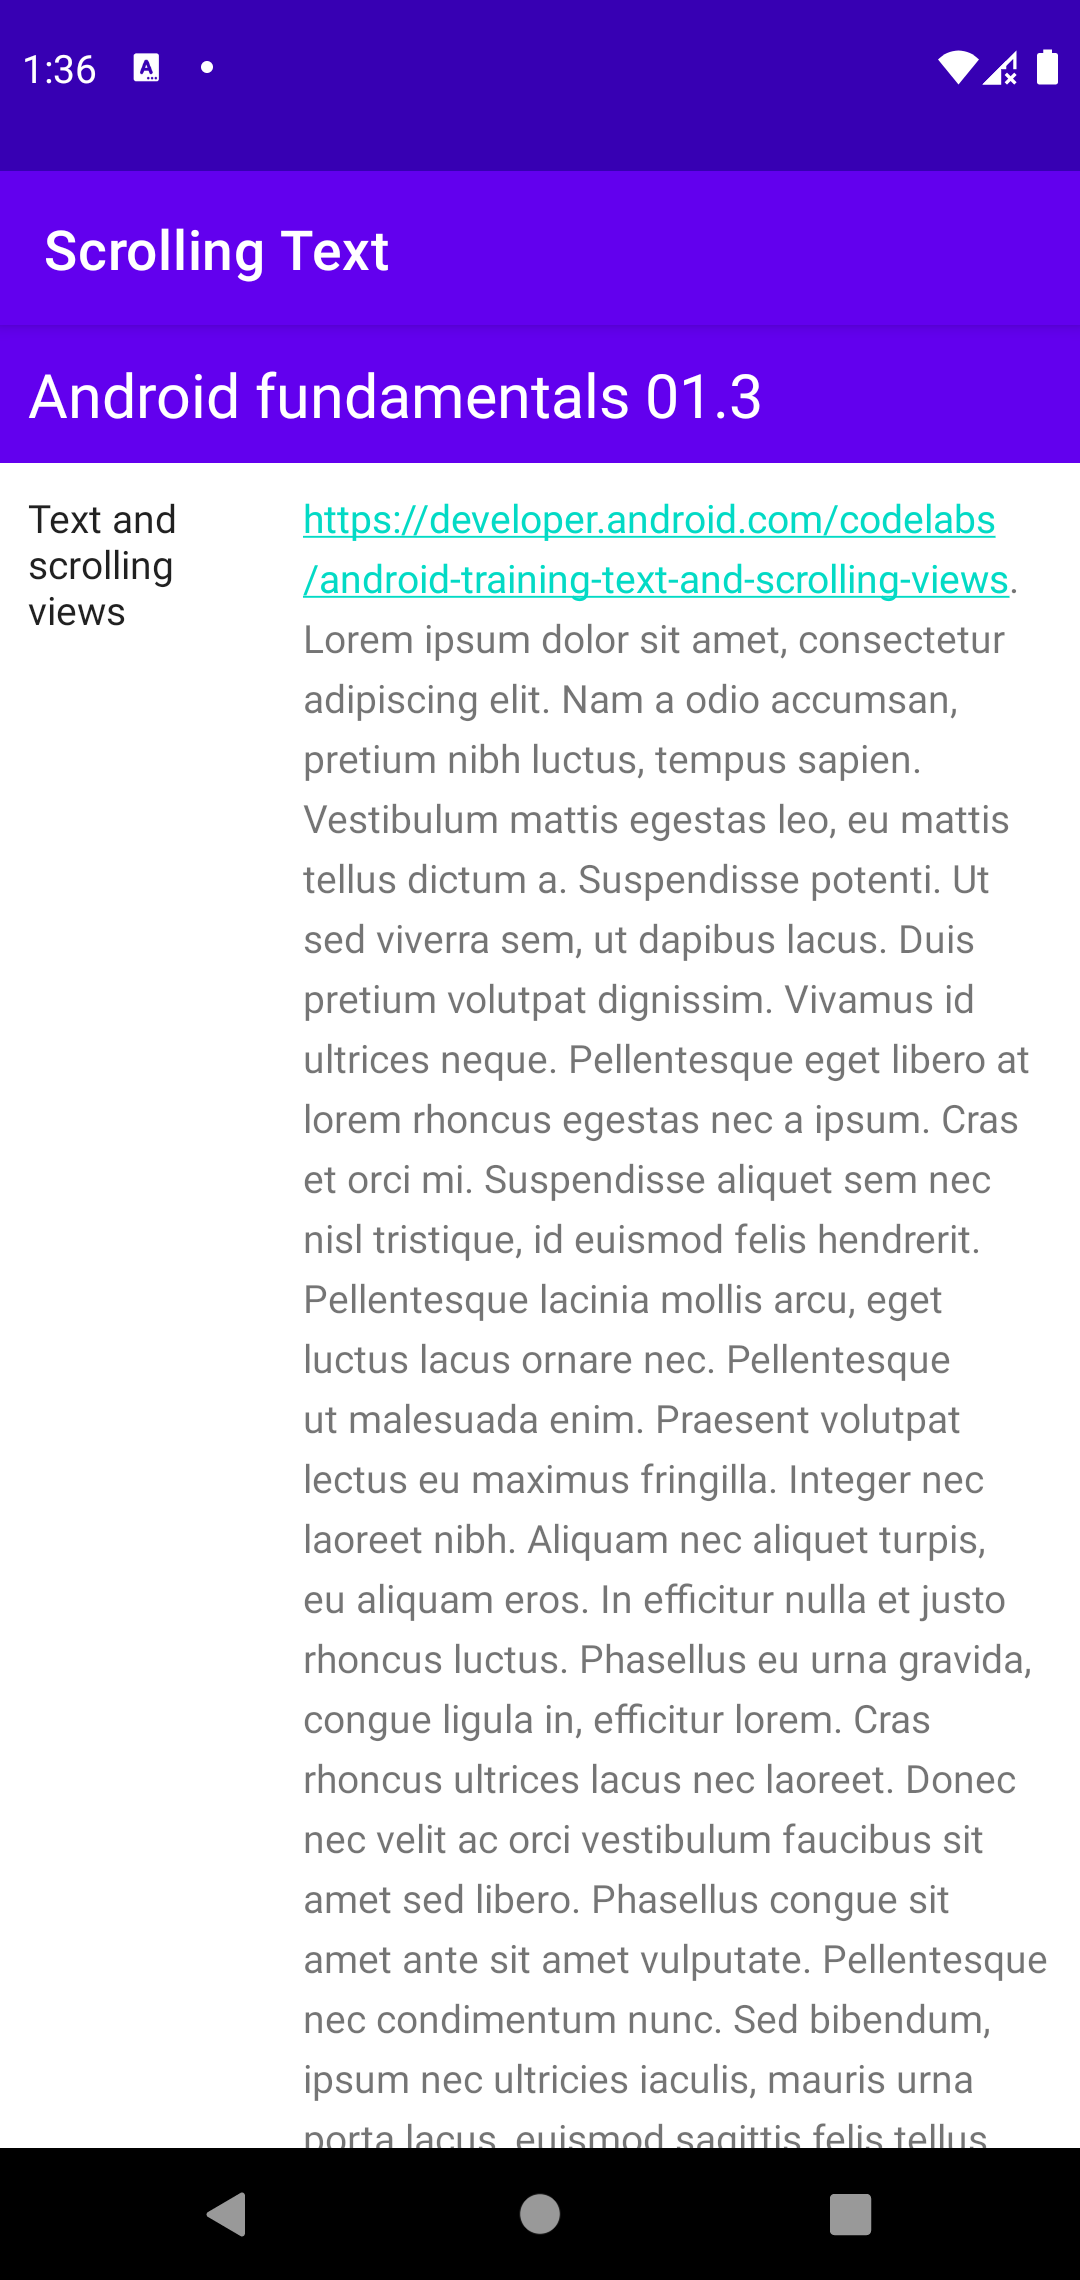 1:36
Scrolling Text
Android fundamentals 01.3
Text and
scrolling
views
https://developer.android.com/codelabs
/android-training-text-and-scrolling-views.
Lorem ipsum dolor sit amet, consectetur
adipiscing elit. Nam a odio accumsan,
pretium nibh luctus, tempus sapien.
Vestibulum mattis egestas leo, eu mattis
tellus dictum a. Suspendisse potenti. Ut
sed viverra sem, ut dapibus lacus. Duis
pretium volutpat dignissim. Vivamus id
ultrices neque. Pellentesque eget libero at
lorem rhoncus egestas nec a ipsum. Cras
et orci mi. Suspendisse aliquet sem nec
nisl tristique, id euismod felis hendrerit.
Pellentesque lacinia mollis arcu, eget
luctus lacus ornare nec. Pellentesque
ut malesuada enim. Praesent volutpat
lectus eu maximus fringilla. Integer nec
laoreet nibh. Aliquam nec aliquet turpis,
eu aliquam eros. In efficitur nulla et justo
rhoncus luctus. Phasellus eu urna gravida,
congue ligula in, efficitur lorem. Cras
rhoncus ultrices lacus nec laoreet. Donec
nec velit ac orci vestibulum faucibus sit
amet sed libero. Phasellus congue sit
amet ante sit amet vulputate. Pellentesque
nec condimentum nunc. Sed bibendum,
ipsum nec ultricies iaculis, mauris urna
porta lacus, euismod sagittis felis tellus